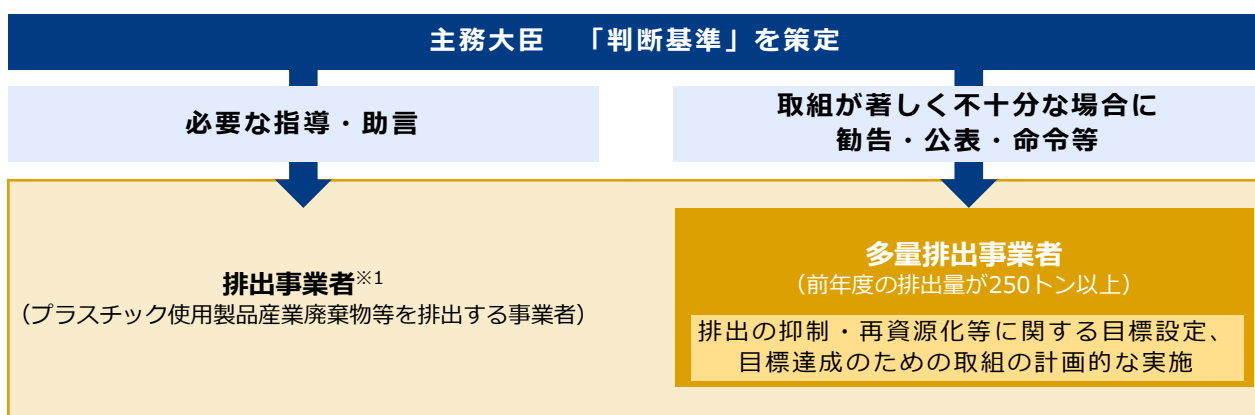 主務大臣　「判断基準」を策定
必要な指導・助言
取組が著しく不十分な場合に
勧告・公表・命令等
排出事業者※1
（プラスチック使用製品産業廃棄物等を排出する事業者）
多量排出事業者
（前年度の排出量が250トン以上）
排出の抑制・再資源化等に関する目標設定、
目標達成のための取組の計画的な実施